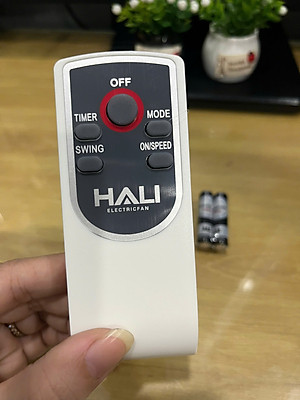 OFF
TIMER MODE
SWING ON/SPEED
HALI
ELECTRICFAN